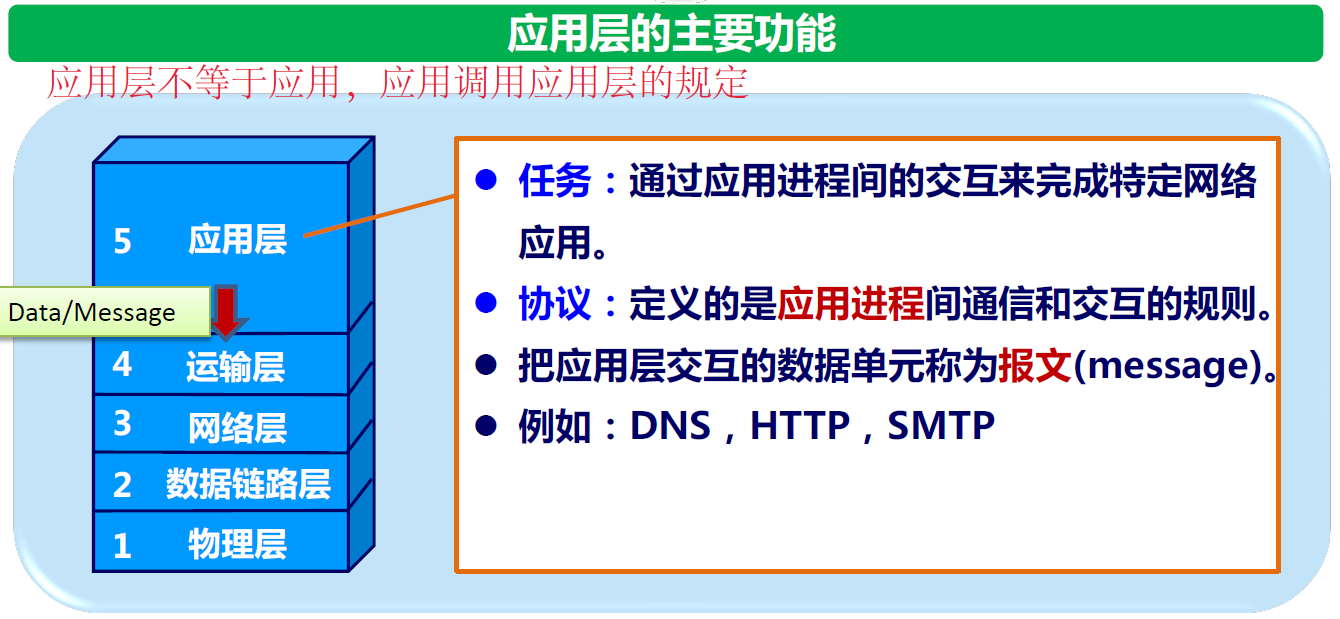 应用层的主要功能
应用层不等于应用，应用调用应用层的规定
5 应用层
Data/Message
4 运输层
3 网络层
2 数据链路层
1 物理层
任务：通过应用进程间的交互来完成特定网络
应用。
协议：定义的是应用进程间通信和交互的规则。
把应用层交互的数据单元称为报文(message)。
例如：DNS，HTTP，SMTP